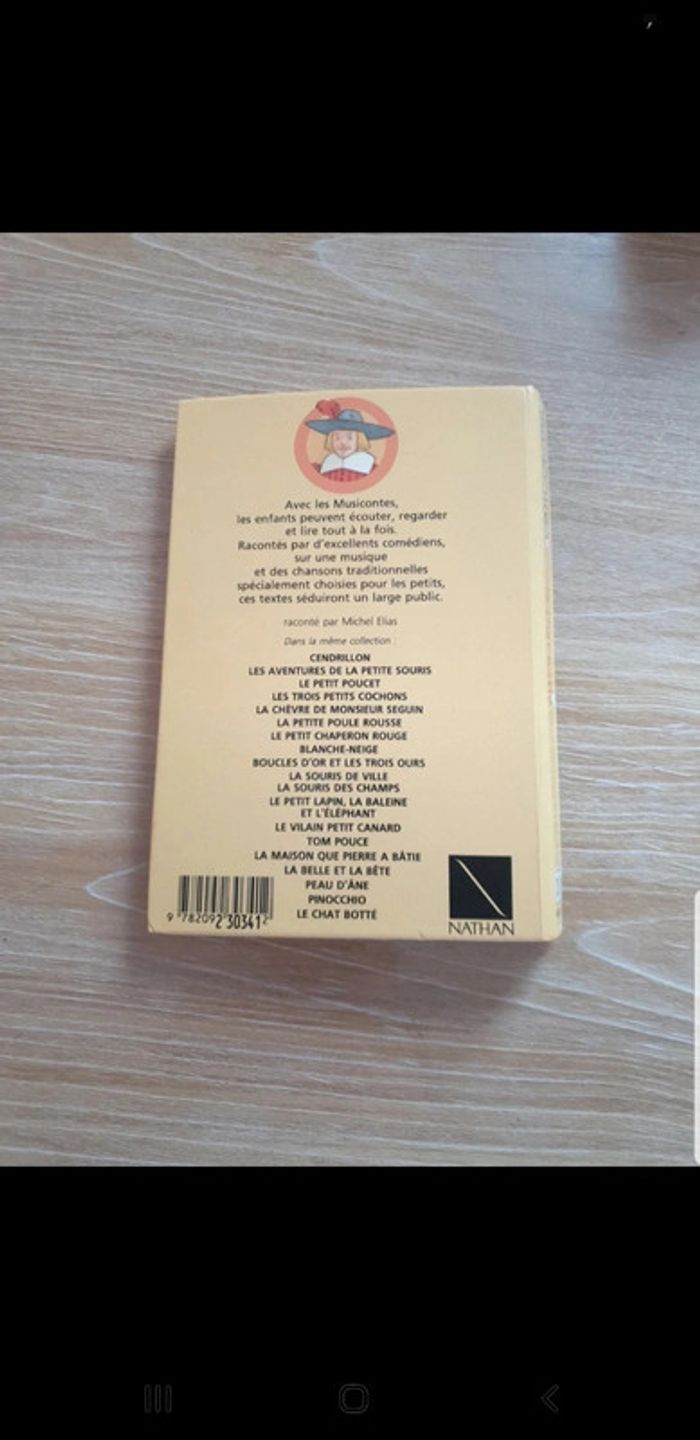 Avec les Musicontes,
les enfants peuvent écouter, regarder
et lire tout à la fois.
Racontés par d'excellents comédiens,
sur une musique
et des chansons traditionnelles
spécialement choisies pour les petits,
ces textes séduiront un large public.
raconté par Michel Elias
Dans la même collection :
CENDRILLON
LES AVENTURES DE LA PETITE SOURIS
LE PETIT POUCET
LES TROIS PETITS COCHONS
LA CHÈVRE DE MONSIEUR SEGUIN
LA PETITE POULE ROUSSE
LE PETIT CHAPERON ROUGE
BLANCHE-NEIGE
BOUCLES D'OR ET LES TROIS OURS
LA SOURIS DE VILLE
LA SOURIS DES CHAMPS
LE PETIT LAPIN, LA BALEINE
ET L'ÉLÉPHANT
LE VILAIN PETIT CANARD
TOM POUCE
LA MAISON QUE PIERRE A BÂTIE
LA BELLE ET LA BÊTE
PEAU D'ÂNE
PINOCCHIO
LE CHAT BOTTÉ
9 782092 303412
NATHAN